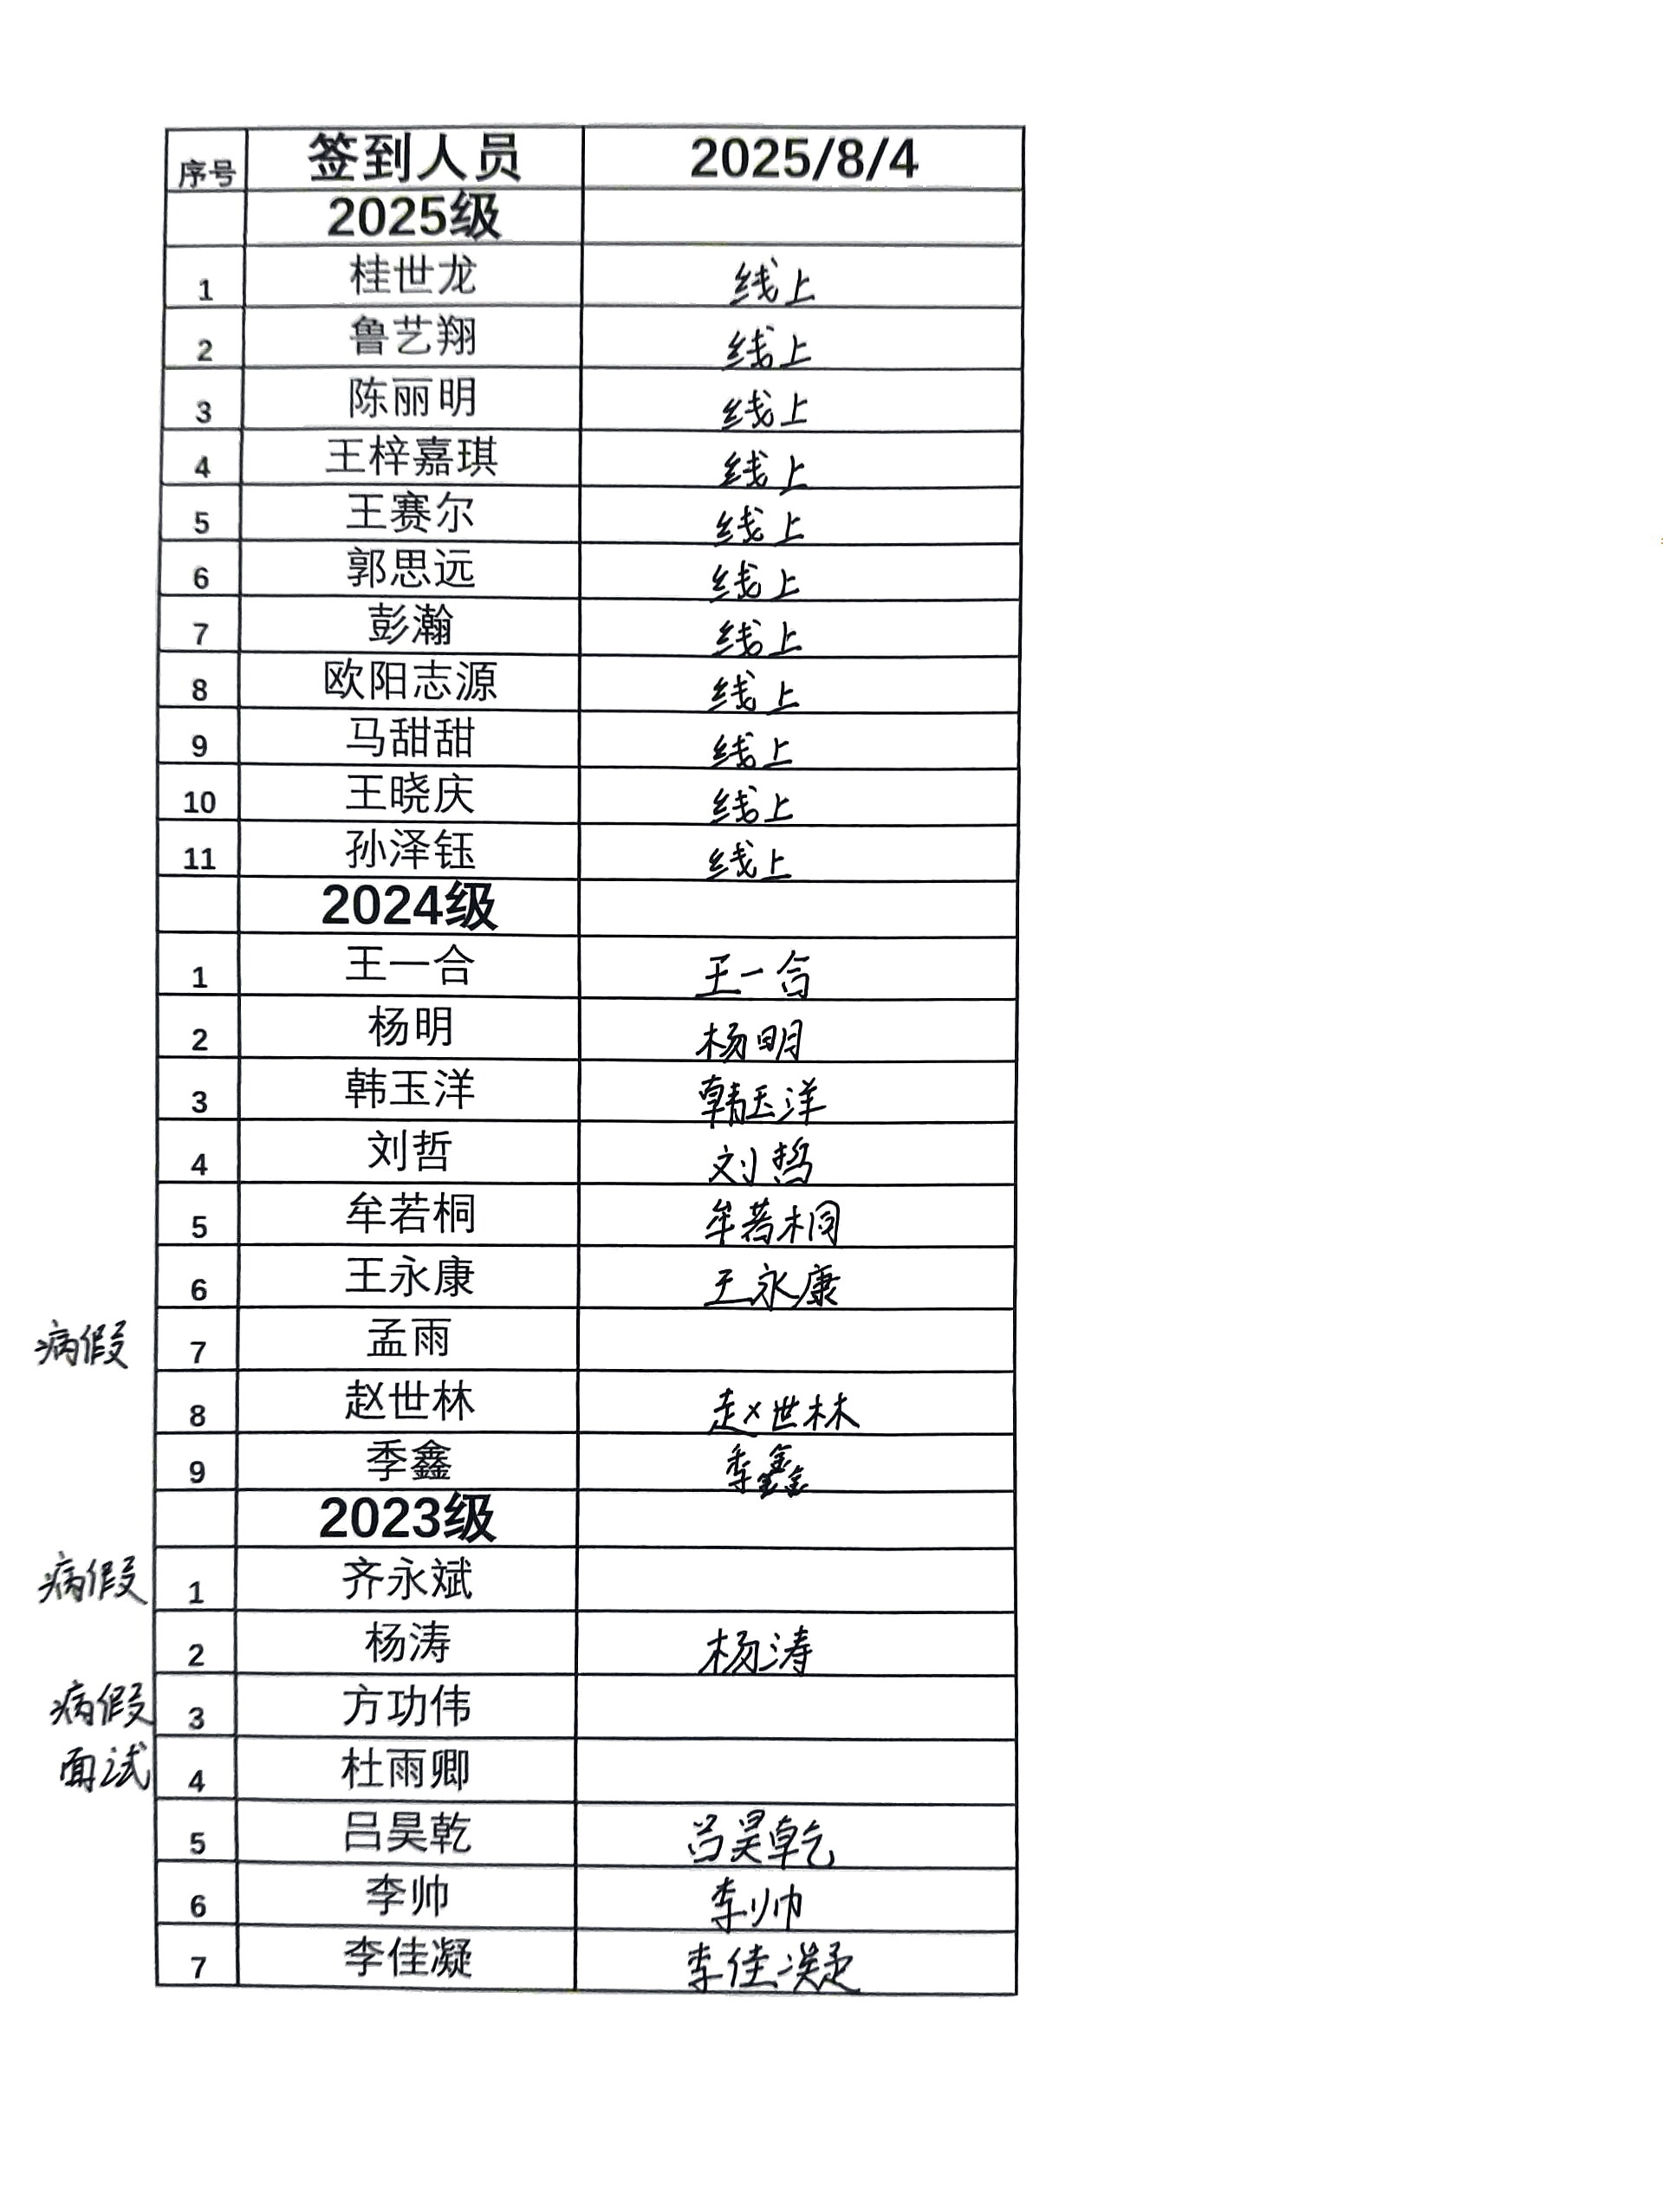 序号 签到人员 2025/8/4
2025级
1 桂世龙 线上
2 鲁艺翔 线上
3 陈丽明 线上
4 王梓嘉琪 线上
5 王赛尔 线上
6 郭思远 线上
7 彭瀚 线上
8 欧阳志源 线上
9 马甜甜 线上
10 王晓庆 线上
11 孙泽钰 线上
2024级
1 王一合 王一合
2 杨明 杨明
3 韩玉洋 韩玉洋
4 刘哲 刘哲
5 牟若桐 牟若桐
6 王永康 王永康
病假 7 孟雨
8 赵世林 赵世林
9 季鑫 季鑫
2023级
病假 1 齐永斌
2 杨涛 杨涛
病假 3 方功伟
面试 4 杜雨卿
5 吕昊乾 吕昊乾
6 李帅 李帅
7 李佳凝 李佳凝